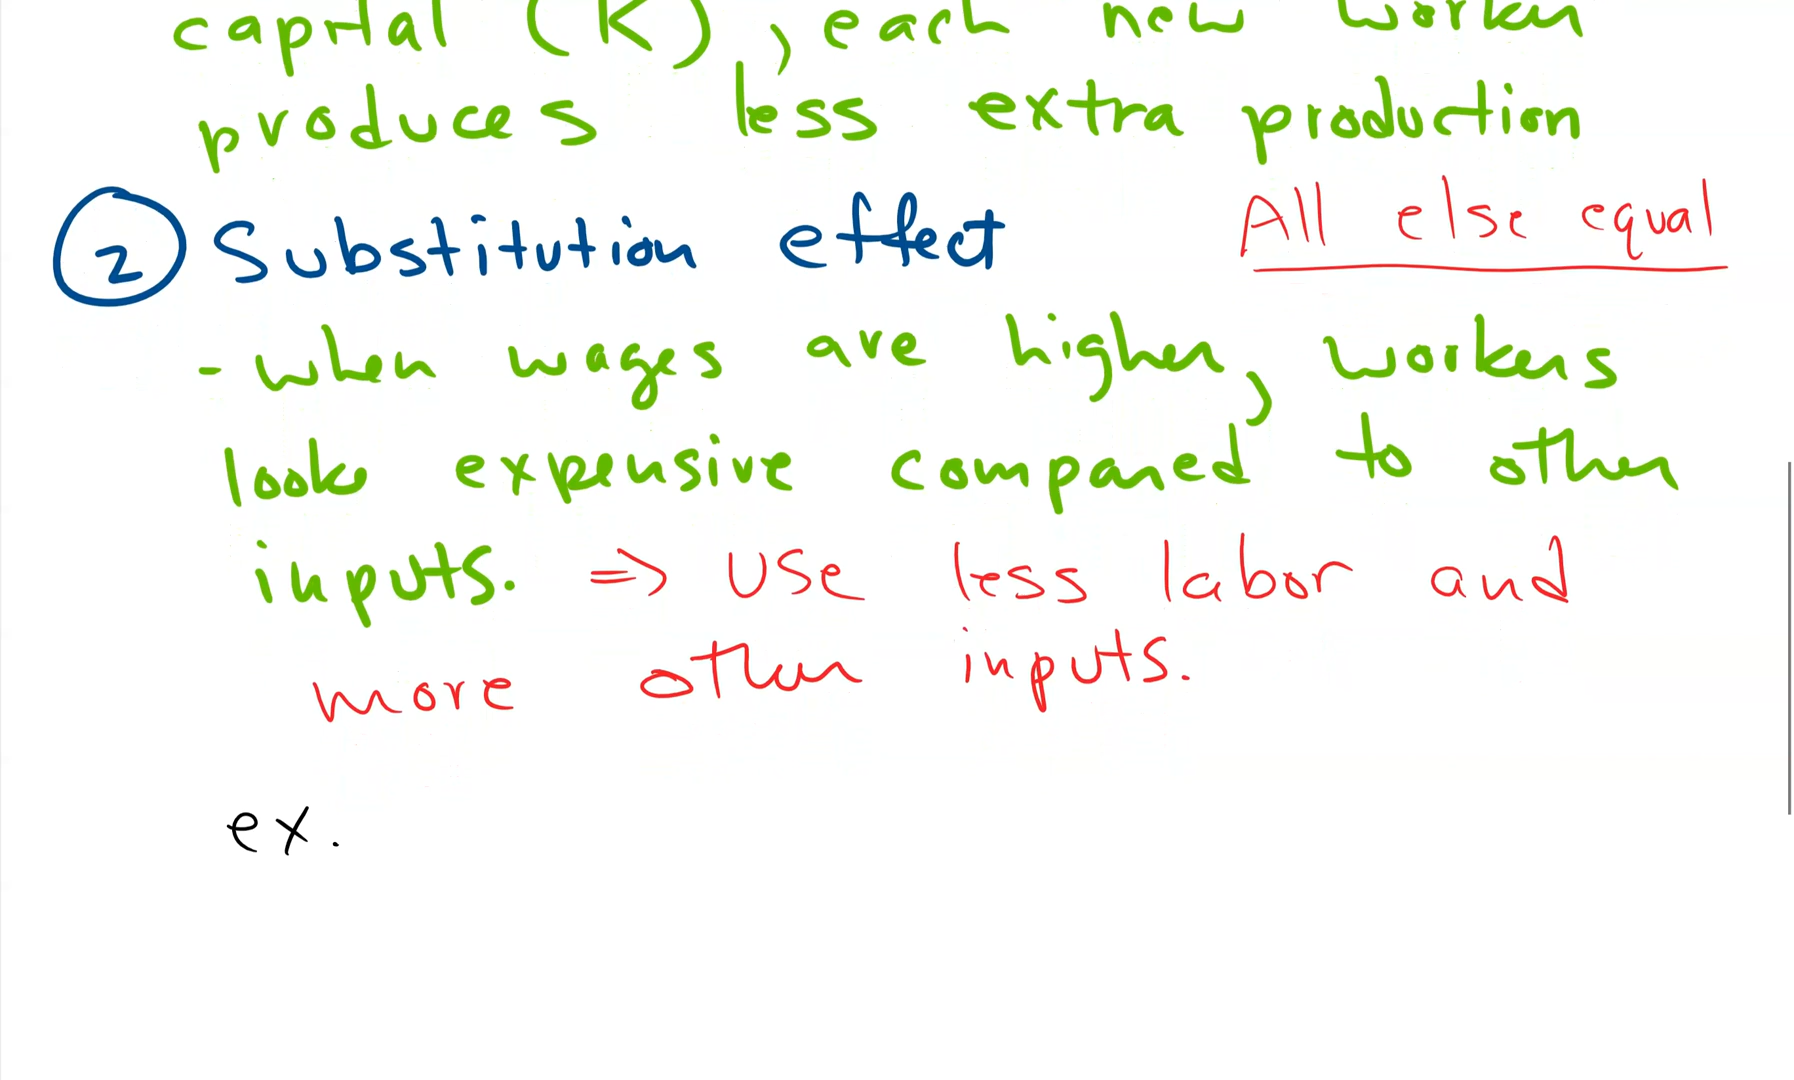 capital (K), each new worker
produces less extra production
② Substitution effect All else equal
- when wages are higher, workers
look expensive compared to other
inputs. => use less labor and
more other inputs.
ex.